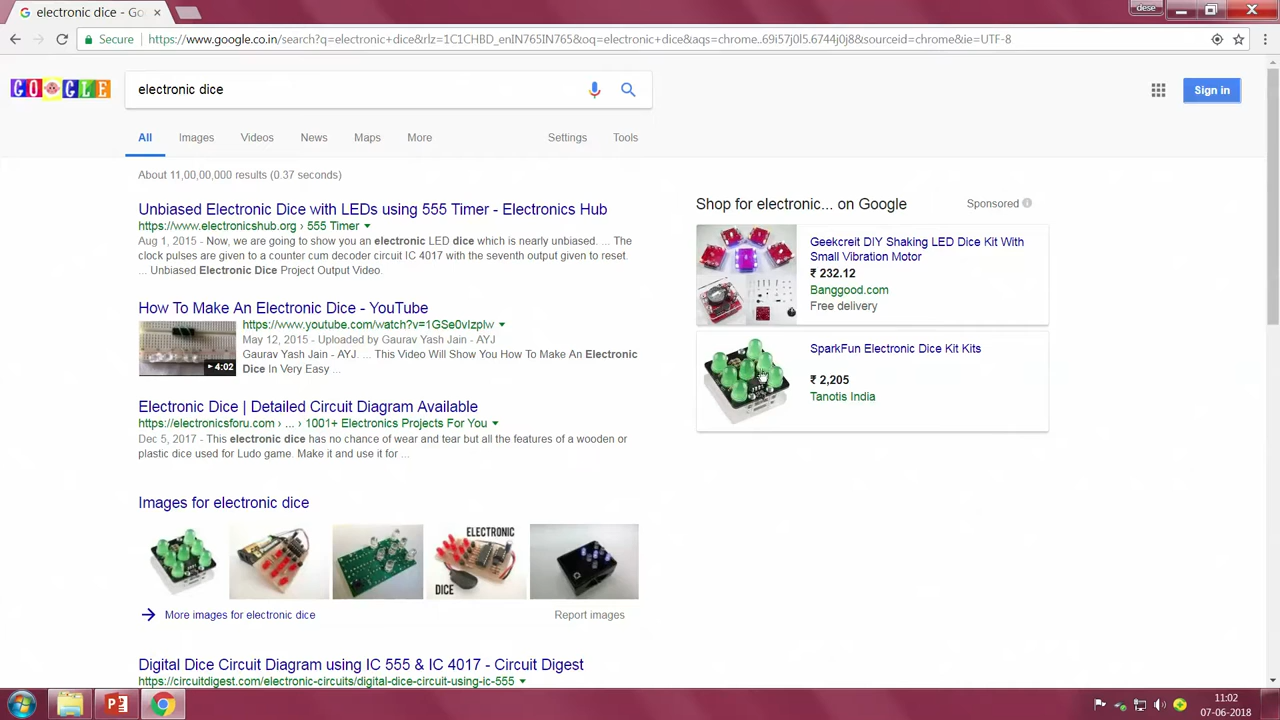 electronic dice - Go
dese
Secure
https://www.google.co.in/search?q=electronic+dice&rlz=1C1CHBD_enIN765IN765&oq=electronic+dice&aqs=chrome..69i57j0l5.6744j0j8&sourceid=chrome&ie=UTF-8
GOOGLE
electronic dice
Sign in
All Images Videos News Maps More Settings Tools
About 11,00,00,000 results (0.37 seconds)
Unbiased Electronic Dice with LEDs using 555 Timer - Electronics Hub
https://www.electronicshub.org › 555 Timer
Aug 1, 2015 - Now, we are going to show you an electronic LED dice which is nearly unbiased. ... The
clock pulses are given to a counter cum decoder circuit IC 4017 with the seventh output given to reset.
... Unbiased Electronic Dice Project Output Video.
How To Make An Electronic Dice - YouTube
https://www.youtube.com/watch?v=1GSe0vIzplw
May 12, 2015 - Uploaded by Gaurav Yash Jain - AYJ
Gaurav Yash Jain - AYJ. ... This Video Will Show You How To Make An Electronic
Dice In Very Easy ...
4:02
Electronic Dice | Detailed Circuit Diagram Available
https://electronicsforu.com › ... › 1001+ Electronics Projects For You
Dec 5, 2017 - This electronic dice has no chance of wear and tear but all the features of a wooden or
plastic dice used for Ludo game. Make it and use it for ...
Images for electronic dice
ELECTRONIC
DICE
More images for electronic dice
Report images
Digital Dice Circuit Diagram using IC 555 & IC 4017 - Circuit Digest
https://circuitdigest.com/electronic-circuits/digital-dice-circuit-using-ic-555
Shop for electronic... on Google
Sponsored
Geekcreit DIY Shaking LED Dice Kit With
Small Vibration Motor
₹ 232.12
Banggood.com
Free delivery
SparkFun Electronic Dice Kit Kits
₹ 2,205
Tanotis India
11:02
07-06-2018